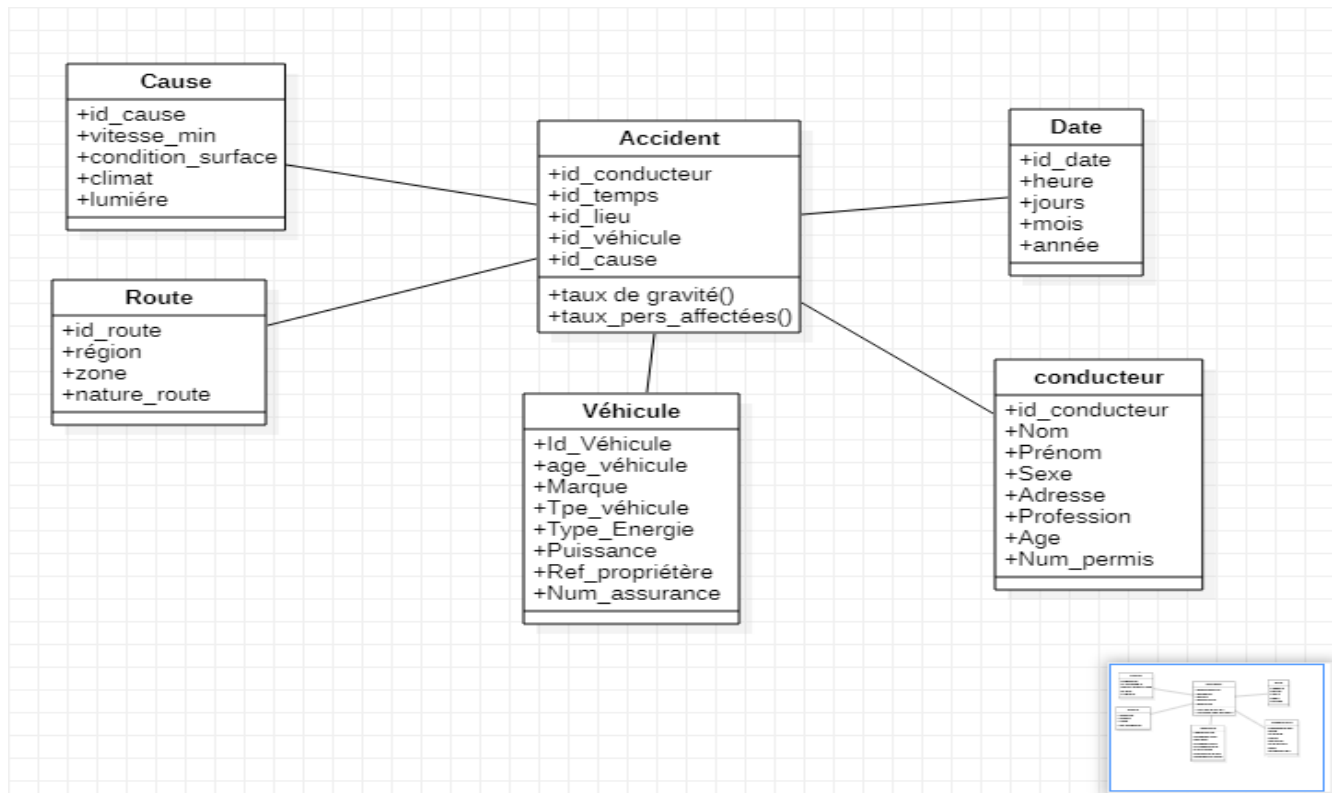 Cause
+id_cause
+vitesse_min
+condition_surface
+climat
+lumiére
Route
+id_route
+région
+zone
+nature_route
Accident
+id_conducteur
+id_temps
+id_lieu
+id_véhicule
+id_cause
+taux de gravité()
+taux_pers_affectées()
Véhicule
+Id_Véhicule
+age_véhicule
+Marque
+Tpe_véhicule
+Type_Energie
+Puissance
+Ref_propriétère
+Num_assurance
Date
+id_date
+heure
+jours
+mois
+année
conducteur
+id_conducteur
+Nom
+Prénom
+Sexe
+Adresse
+Profession
+Age
+Num_permis